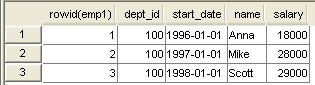 rowid(emp1) dept_id start_date name salary
1 1 100 1996-01-01 Anna 18000
2 2 100 1997-01-01 Mike 28000
3 3 100 1998-01-01 Scott 29000